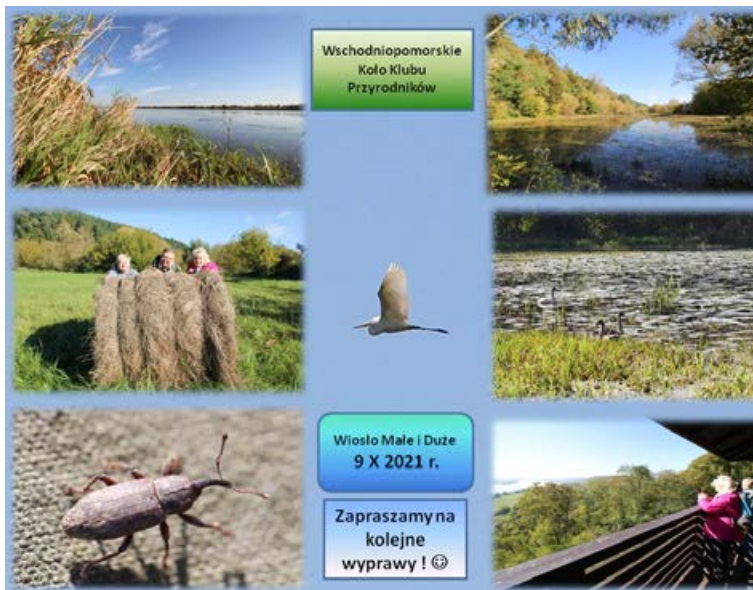 Wschodniopomorskie
Koło Klubu
Przyrodników
Wiosło Małe i Duże
9 X 2021 r.
Zapraszamy na
kolejne
wyprawy ! ☺